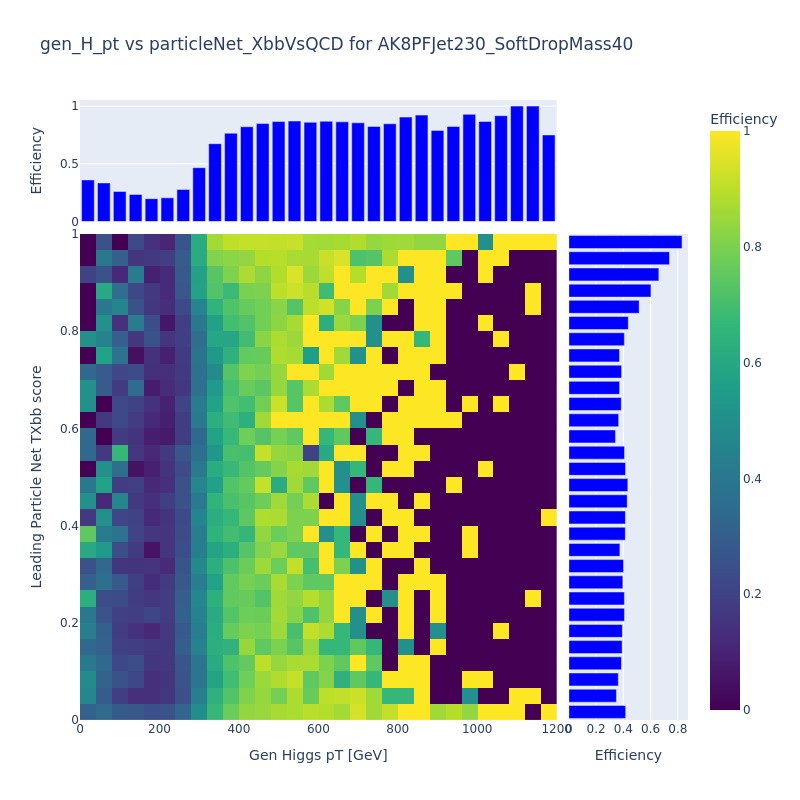 gen_H_pt vs particleNet_XbbVsQCD for AK8PFJet230_SoftDropMass40
Efficiency
1
0.5
0
Efficiency
1
0.8
0.6
0.4
0.2
0
Leading Particle Net TXbb score
1
0.8
0.6
0.4
0.2
0
0 200 400 600 800 1000 1200
Gen Higgs pT [GeV]
0 0.2 0.4 0.6 0.8
Efficiency